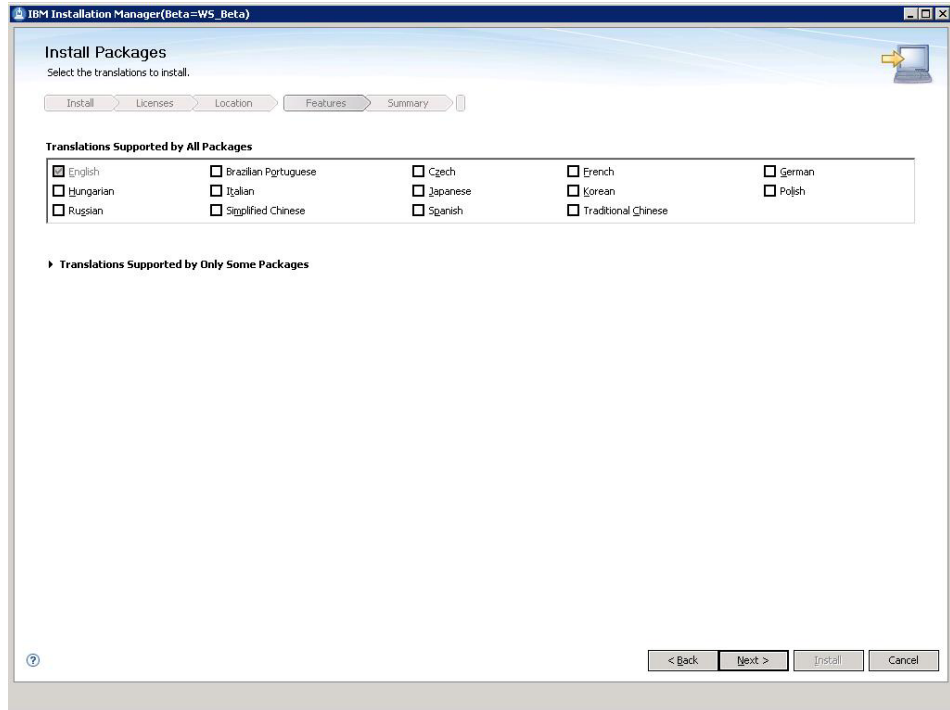 IBM Installation Manager(Beta=WS_Beta)
Install Packages
Select the translations to install.
Install Licenses Location Features Summary
Translations Supported by All Packages
English Brazilian Portuguese Czech French German
Hungarian Italian Japanese Korean Polish
Russian Simplified Chinese Spanish Traditional Chinese
Translations Supported by Only Some Packages
? < Back Next > Install Cancel